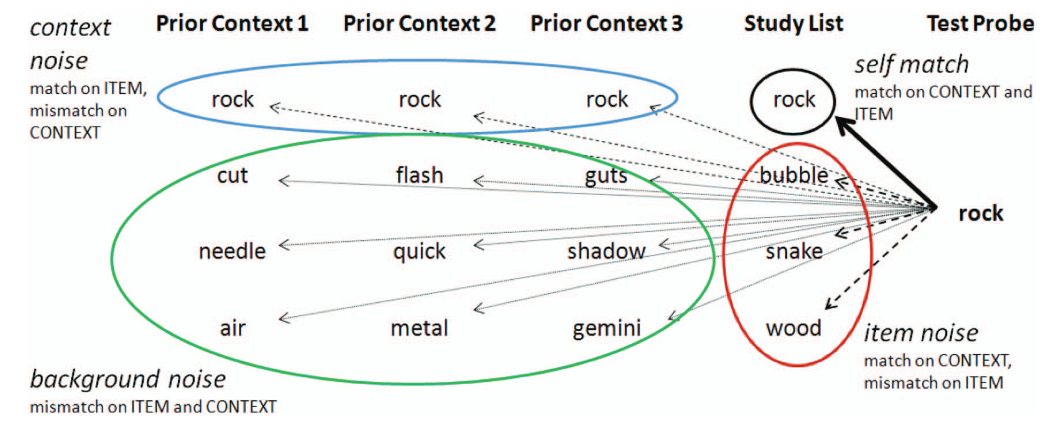 context
noise
match on ITEM,
mismatch on
CONTEXT
Prior Context 1 Prior Context 2 Prior Context 3 Study List Test Probe
self match
match on CONTEXT and
ITEM
rock rock rock rock
cut flash guts bubble
rock
needle quick shadow snake
air metal gemini wood
item noise
match on CONTEXT,
mismatch on ITEM
background noise
mismatch on ITEM and CONTEXT